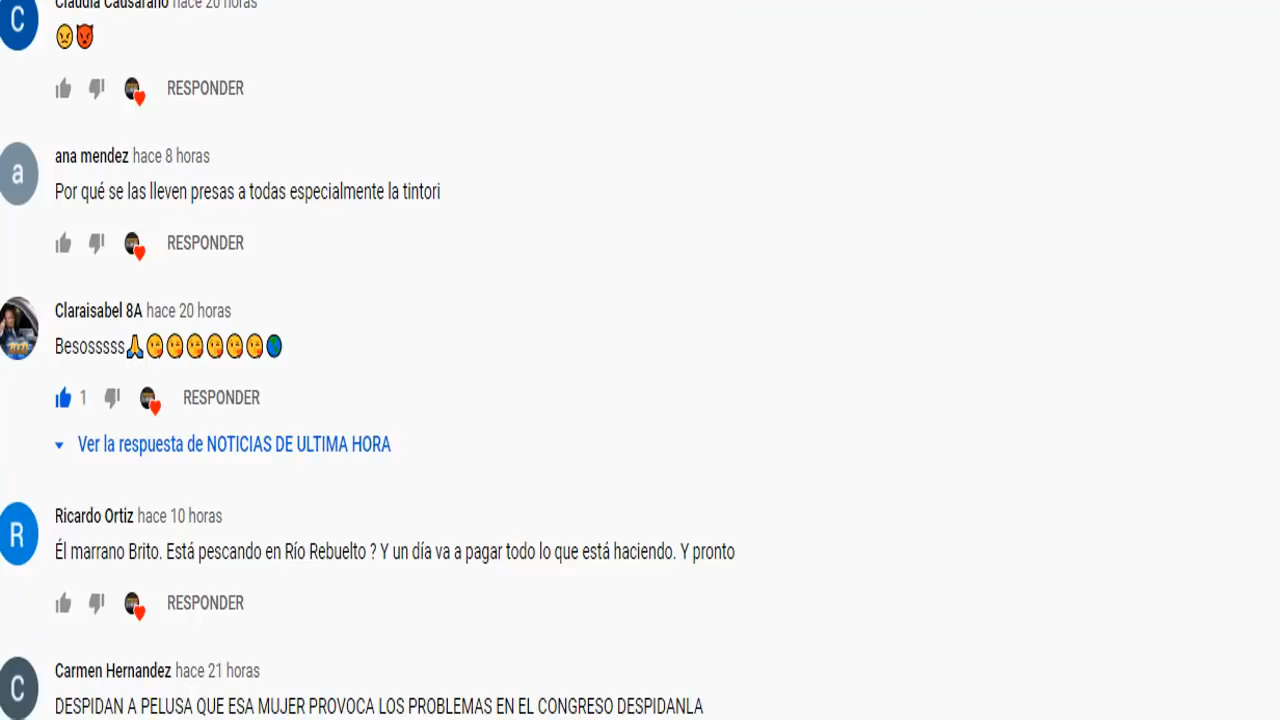 Claudia Causarano hace 20 horas
😠👿
RESPONDER
a
ana mendez hace 8 horas
Por qué se las lleven presas a todas especialmente la tintori
RESPONDER
Claraisabel 8A hace 20 horas
Besosssss🙏😘😘😘😘😘😘🌎
1 RESPONDER
Ver la respuesta de NOTICIAS DE ULTIMA HORA
R
Ricardo Ortiz hace 10 horas
Él marrano Brito. Está pescando en Río Rebuelto ? Y un día va a pagar todo lo que está haciendo. Y pronto
RESPONDER
C
Carmen Hernandez hace 21 horas
DESPIDAN A PELUSA QUE ESA MUJER PROVOCA LOS PROBLEMAS EN EL CONGRESO DESPIDANLA